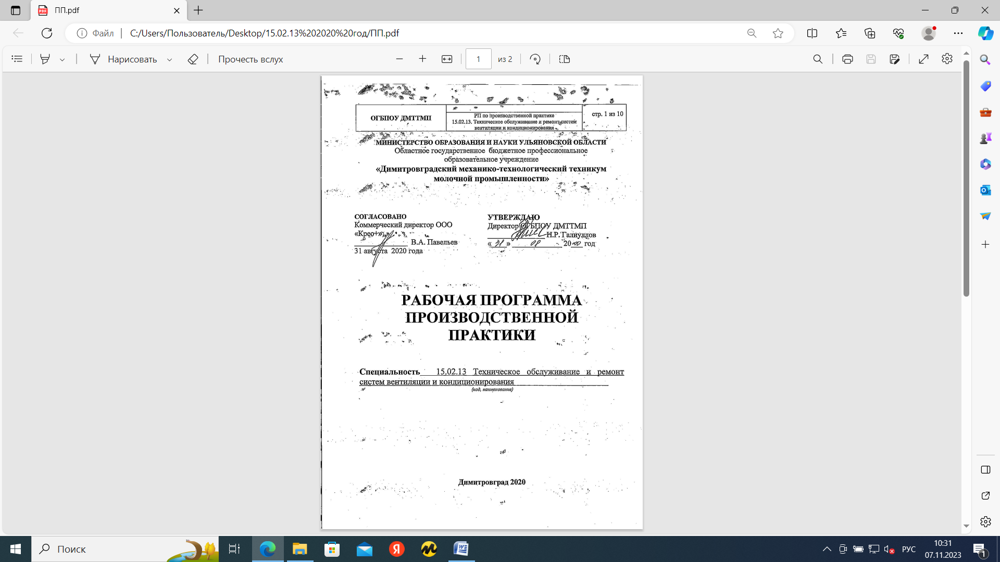 ПП.pdf
Файл
C:/Users/Пользователь/Desktop/15.02.13%202020%20год/ПП.pdf
Нарисовать
Прочесть вслух
1
из 2
ОГБПОУ ДМТТМП
РП по производственной практике
15.02.13. Техническое обслуживание и ремонт систем
вентиляции и кондиционирования
стр. 1 из 10
МИНИСТЕРСТВО ОБРАЗОВАНИЯ И НАУКИ УЛЬЯНОВСКОЙ ОБЛАСТИ
Областное государственное бюджетное профессиональное
образовательное учреждение
«Димитровградский механико-технологический техникум
молочной промышленности»
СОГЛАСОВАНО
Коммерческий директор ООО
«Крео+»
В.А. Павельев
31 августа 2020 года
УТВЕРЖДАЮ
Директор ОГБПОУ ДМТТМП
Н.Р. Галиуллов
«31» 08 2020 год
РАБОЧАЯ ПРОГРАММА
ПРОИЗВОДСТВЕННОЙ
ПРАКТИКИ
Специальность 15.02.13 Техническое обслуживание и ремонт
систем вентиляции и кондиционирования
(код, наименование)
Димитровград 2020
Поиск
РУС
10:31
07.11.2023
1